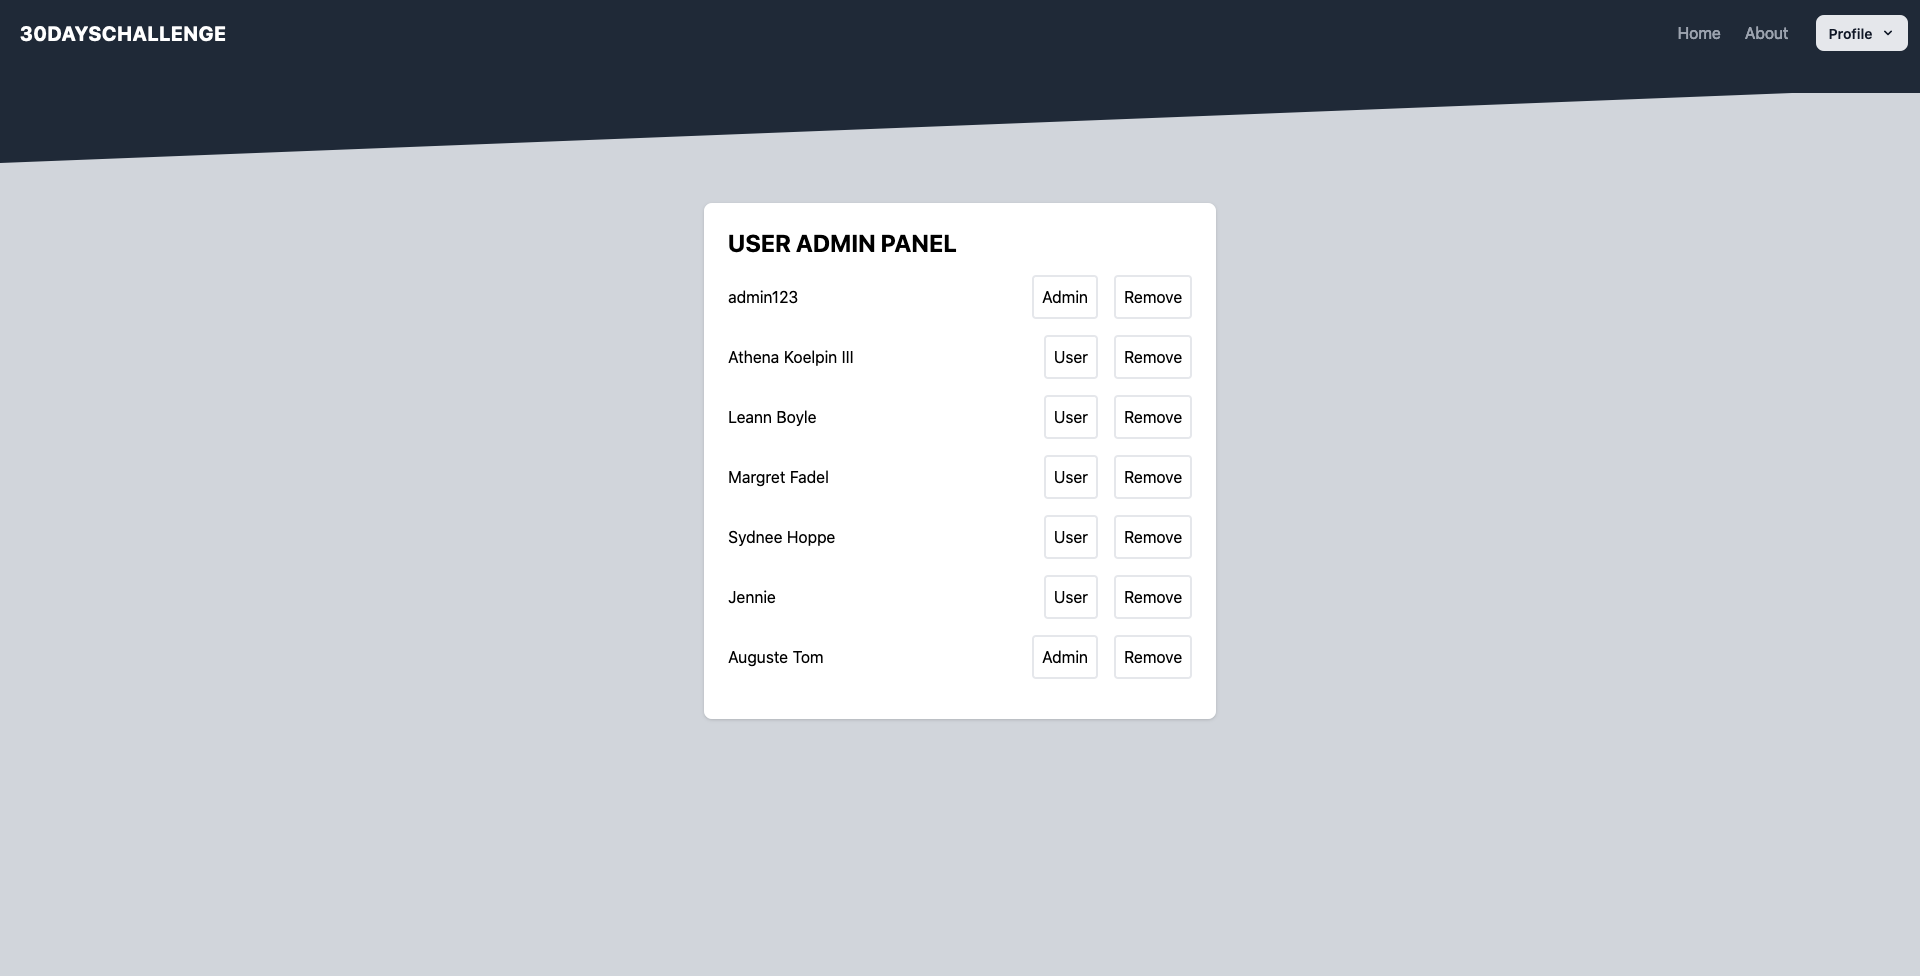 30DAYSCHALLENGE Home About Profile
USER ADMIN PANEL
admin123 Admin Remove
Athena Koelpin III User Remove
Leann Boyle User Remove
Margret Fadel User Remove
Sydnee Hoppe User Remove
Jennie User Remove
Auguste Tom Admin Remove